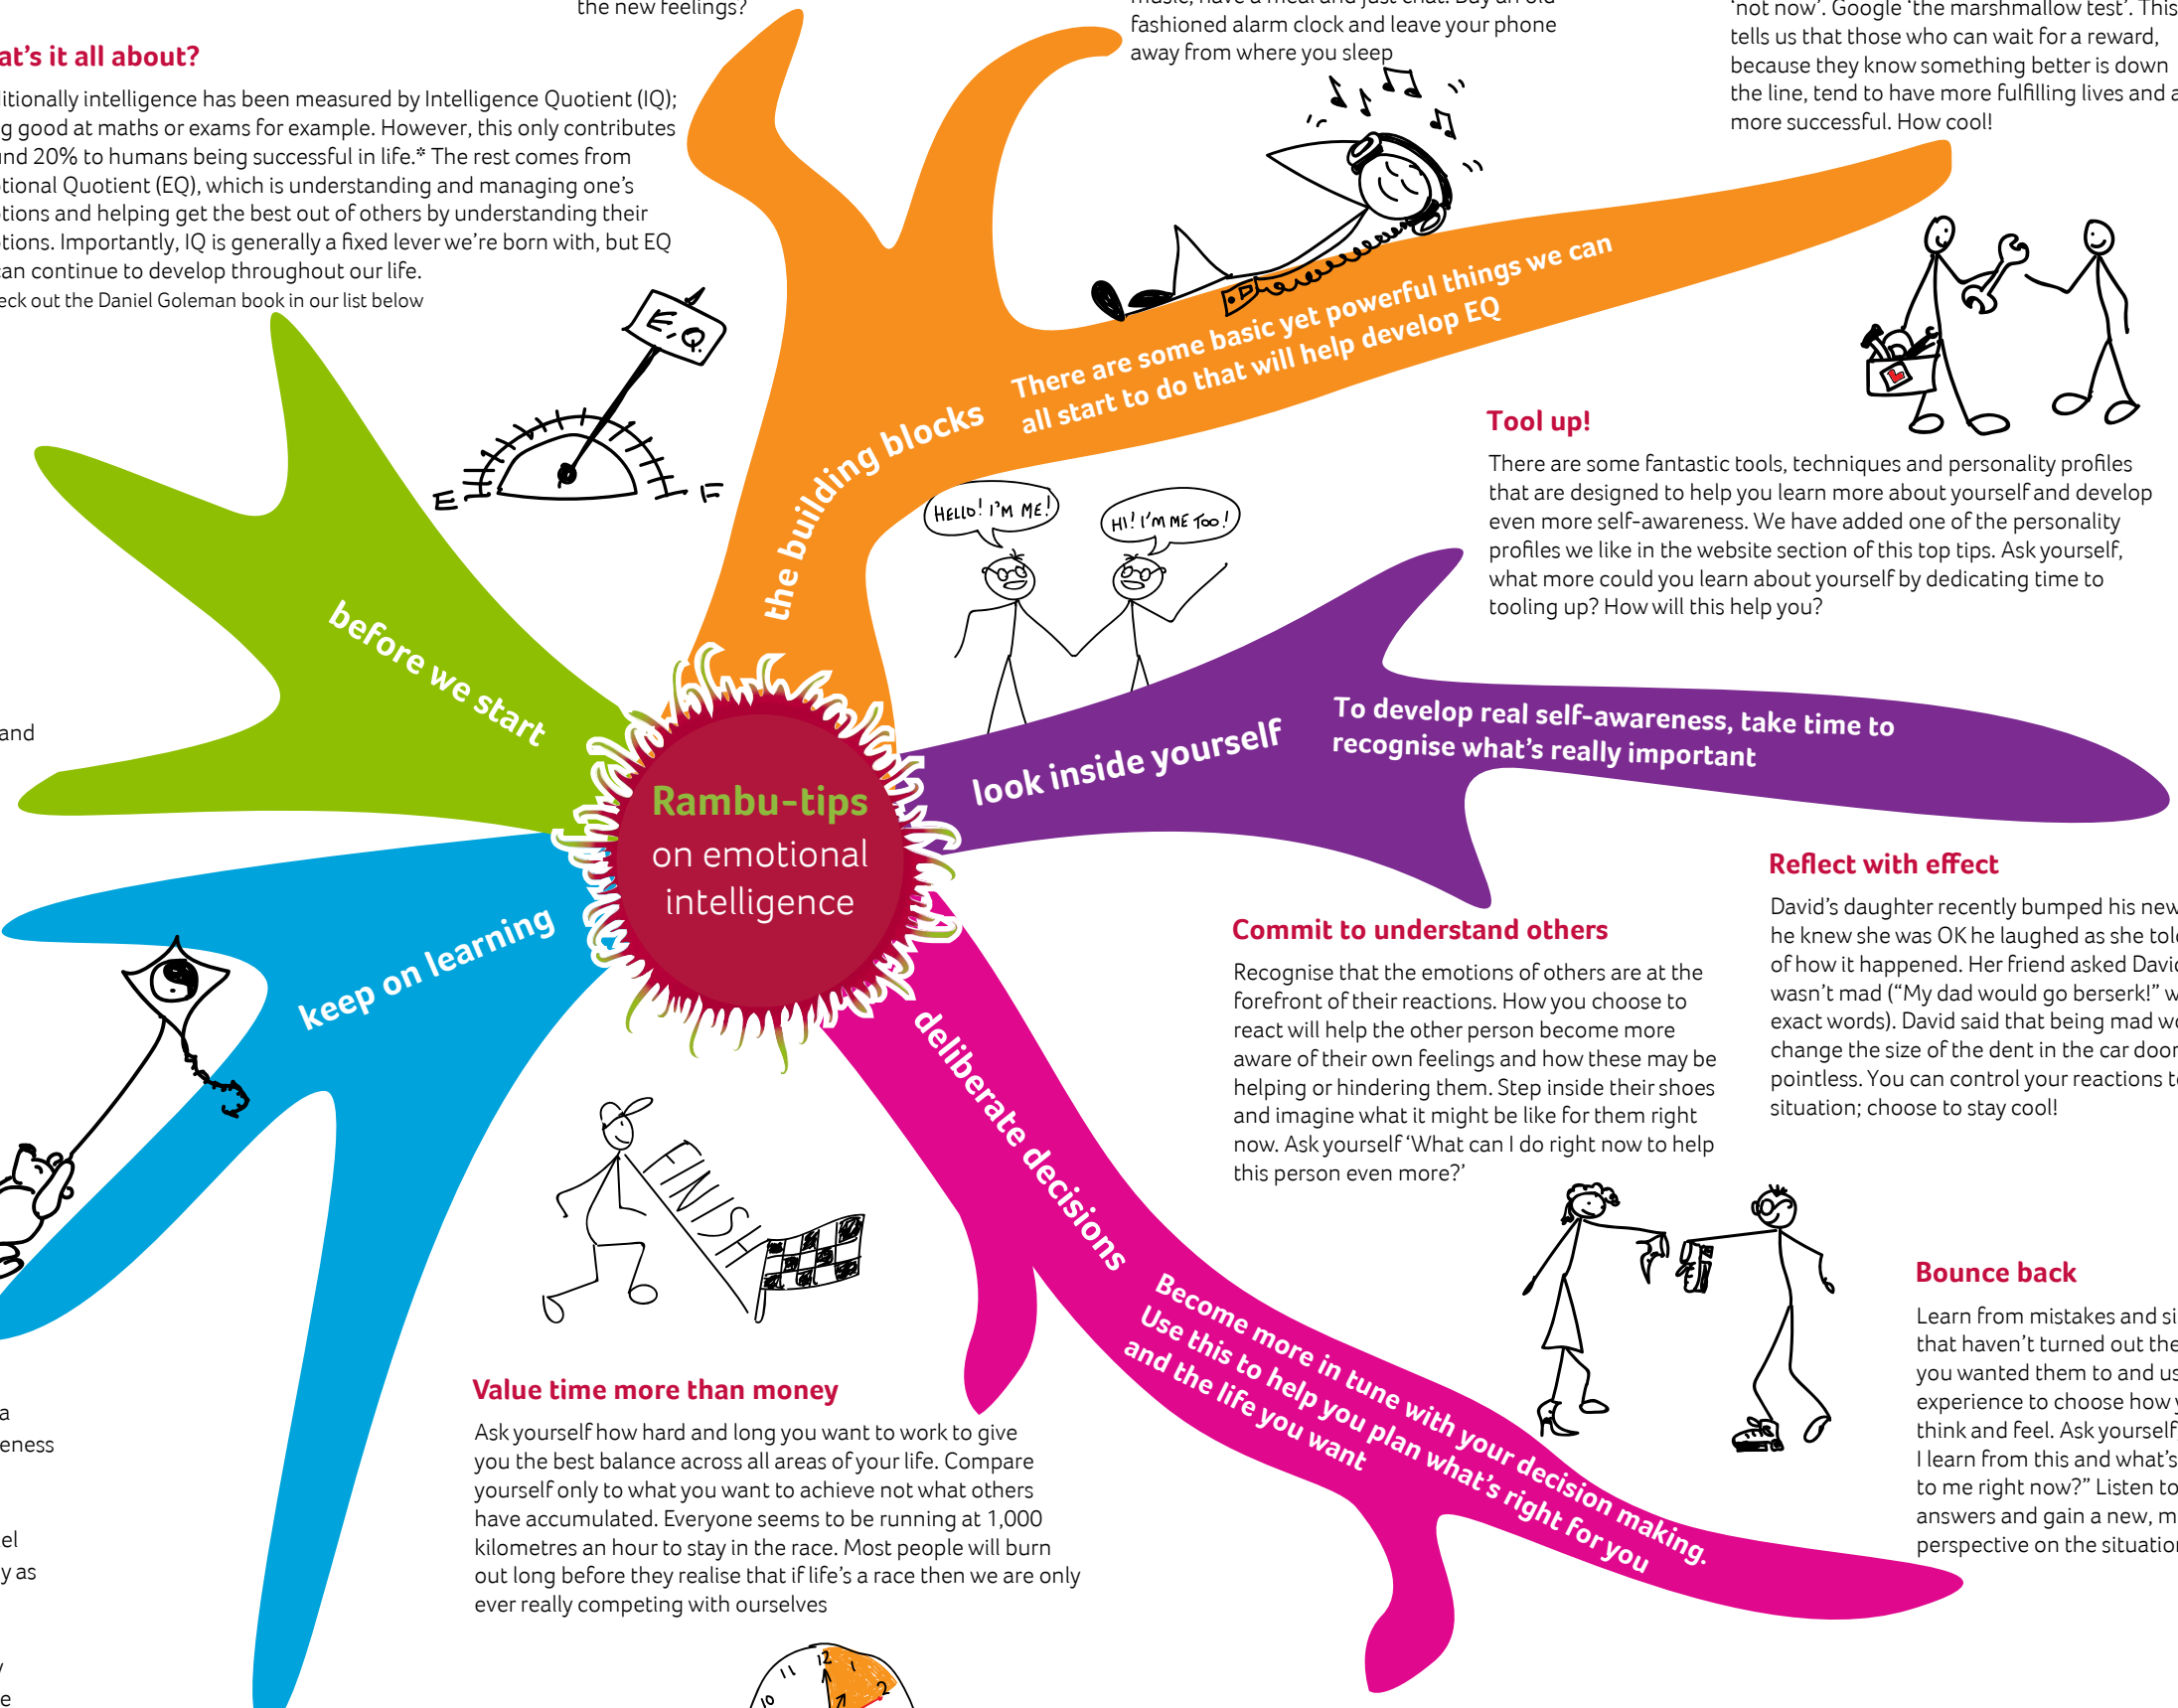 the new feelings?
at's it all about?
itionally intelligence has been measured by Intelligence Quotient (IQ);
g good at maths or exams for example. However, this only contributes
nd 20% to humans being successful in life.* The rest comes from
tional Quotient (EQ), which is understanding and managing one's
tions and helping get the best out of others by understanding their
tions. Importantly, IQ is generally a fixed lever we're born with, but EQ
can continue to develop throughout our life.
eck out the Daniel Goleman book in our list below
fashioned alarm clock and leave your phone
away from where you sleep
'not now'. Google 'the marshmallow test'. This
tells us that those who can wait for a reward,
because they know something better is down
the line, tend to have more fulfilling lives and a
more successful. How cool!
E.Q.
E F
the building blocks
There are some basic yet powerful things we can
all start to do that will help develop EQ
HELLO! I'M ME!
HI! I'M ME TOO!
Tool up!
There are some fantastic tools, techniques and personality profiles
that are designed to help you learn more about yourself and develop
even more self-awareness. We have added one of the personality
profiles we like in the website section of this top tips. Ask yourself,
what more could you learn about yourself by dedicating time to
tooling up? How will this help you?
before we start
look inside yourself
To develop real self-awareness, take time to
recognise what's really important
and
Rambu-tips
on emotional
intelligence
keep on learning
deliberate decisions
Become more in tune with your decision making.
Use this to help you plan what's right for you
and the life you want
Commit to understand others
Recognise that the emotions of others are at the
forefront of their reactions. How you choose to
react will help the other person become more
aware of their own feelings and how these may be
helping or hindering them. Step inside their shoes
and imagine what it might be like for them right
now. Ask yourself 'What can I do right now to help
this person even more?'
Reflect with effect
David's daughter recently bumped his new
he knew she was OK he laughed as she tol
of how it happened. Her friend asked Davi
wasn't mad ("My dad would go berserk!" w
exact words). David said that being mad w
change the size of the dent in the car door
pointless. You can control your reactions t
situation; choose to stay cool!
Bounce back
Learn from mistakes and si
that haven't turned out the
you wanted them to and us
experience to choose how y
think and feel. Ask yourself
I learn from this and what's
to me right now?" Listen to
answers and gain a new, m
perspective on the situation
FINISH
Value time more than money
Ask yourself how hard and long you want to work to give
you the best balance across all areas of your life. Compare
yourself only to what you want to achieve not what others
have accumulated. Everyone seems to be running at 1,000
kilometres an hour to stay in the race. Most people will burn
out long before they realise that if life's a race then we are only
ever really competing with ourselves
a
eness
el
y as
y
e
10 11 12 1 2